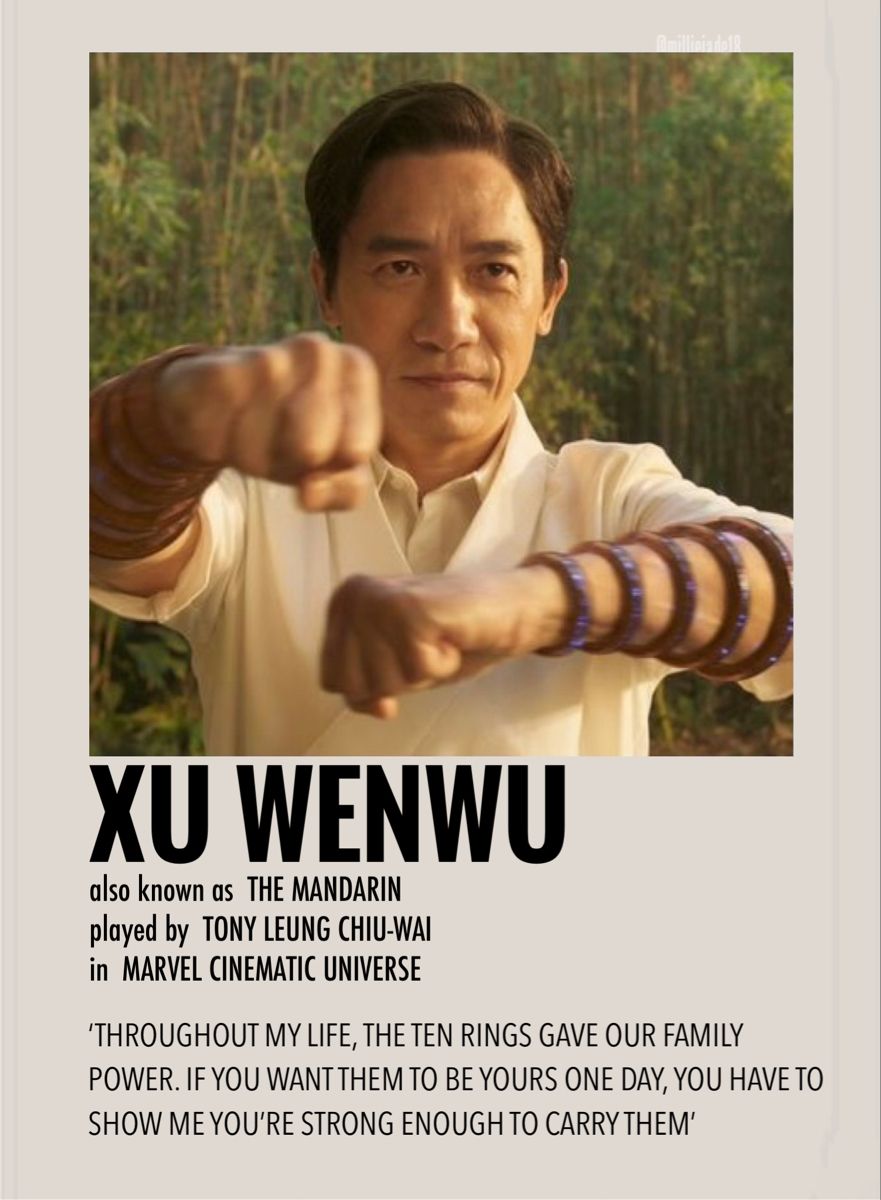 @milliejade18
XU WENWU
also known as THE MANDARIN
played by TONY LEUNG CHIU-WAI
in MARVEL CINEMATIC UNIVERSE
‘THROUGHOUT MY LIFE, THE TEN RINGS GAVE OUR FAMILY
POWER. IF YOU WANT THEM TO BE YOURS ONE DAY, YOU HAVE TO
SHOW ME YOU’RE STRONG ENOUGH TO CARRY THEM’